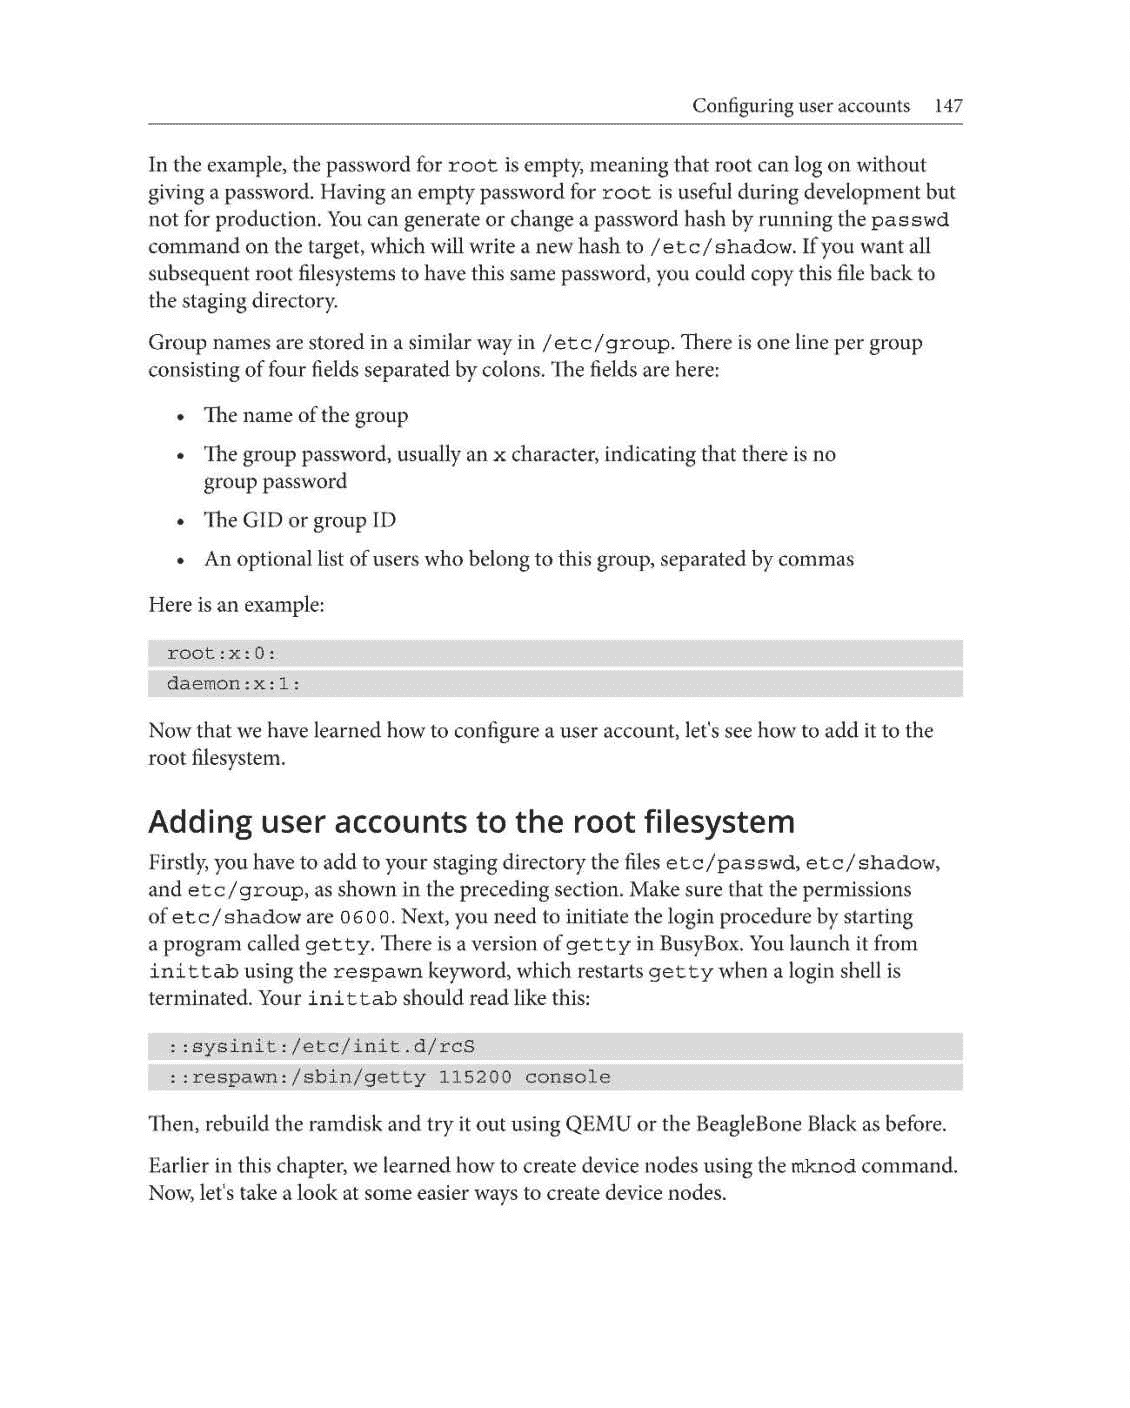 Configuring user accounts 147
In the example, the password for root is empty, meaning that root can log on without
giving a password. Having an empty password for root is useful during development but
not for production. You can generate or change a password hash by running the passwd
command on the target, which will write a new hash to /etc/shadow. If you want all
subsequent root filesystems to have this same password, you could copy this file back to
the staging directory.
Group names are stored in a similar way in /etc/group. There is one line per group
consisting of four fields separated by colons. The fields are here:
• The name of the group
• The group password, usually an x character, indicating that there is no
group password
• The GID or group ID
• An optional list of users who belong to this group, separated by commas
Here is an example:
root:x:0:
daemon:x:1:
Now that we have learned how to configure a user account, let's see how to add it to the
root filesystem.
Adding user accounts to the root filesystem
Firstly, you have to add to your staging directory the files etc/passwd, etc/shadow,
and etc/group, as shown in the preceding section. Make sure that the permissions
of etc/shadow are 0600. Next, you need to initiate the login procedure by starting
a program called getty. There is a version of getty in BusyBox. You launch it from
inittab using the respawn keyword, which restarts getty when a login shell is
terminated. Your inittab should read like this:
::sysinit:/etc/init.d/rcS
::respawn:/sbin/getty 115200 console
Then, rebuild the ramdisk and try it out using QEMU or the BeagleBone Black as before.
Earlier in this chapter, we learned how to create device nodes using the mknod command.
Now, let's take a look at some easier ways to create device nodes.